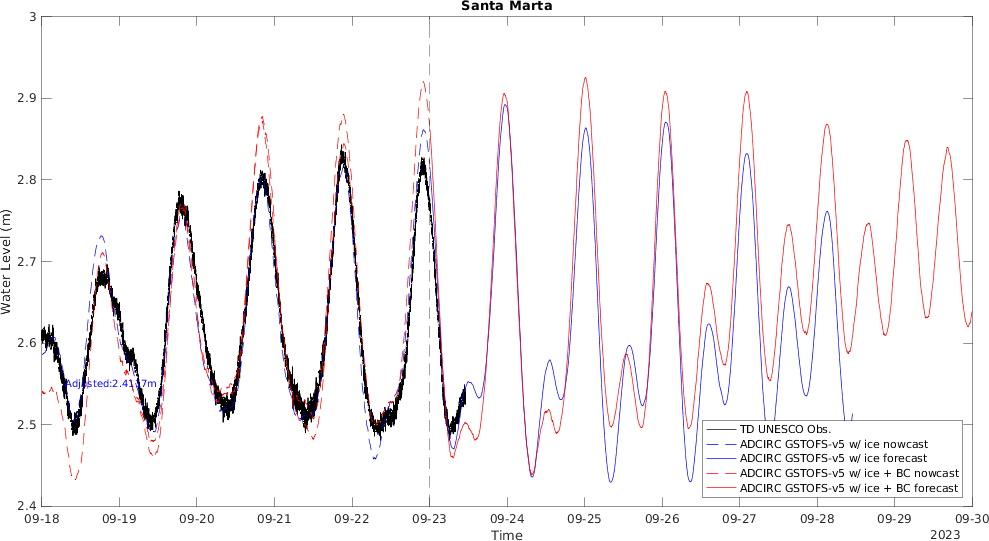 Santa Marta
3
2.9
2.8
2.7
2.6
2.5
2.4
Water Level (m)
Adjusted:2.4127m
TD UNESCO Obs.
ADCIRC GSTOFS-v5 w/ ice nowcast
ADCIRC GSTOFS-v5 w/ ice forecast
ADCIRC GSTOFS-v5 w/ ice + BC nowcast
ADCIRC GSTOFS-v5 w/ ice + BC forecast
09-18 09-19 09-20 09-21 09-22 09-23 09-24 09-25 09-26 09-27 09-28 09-29 09-30
Time 2023